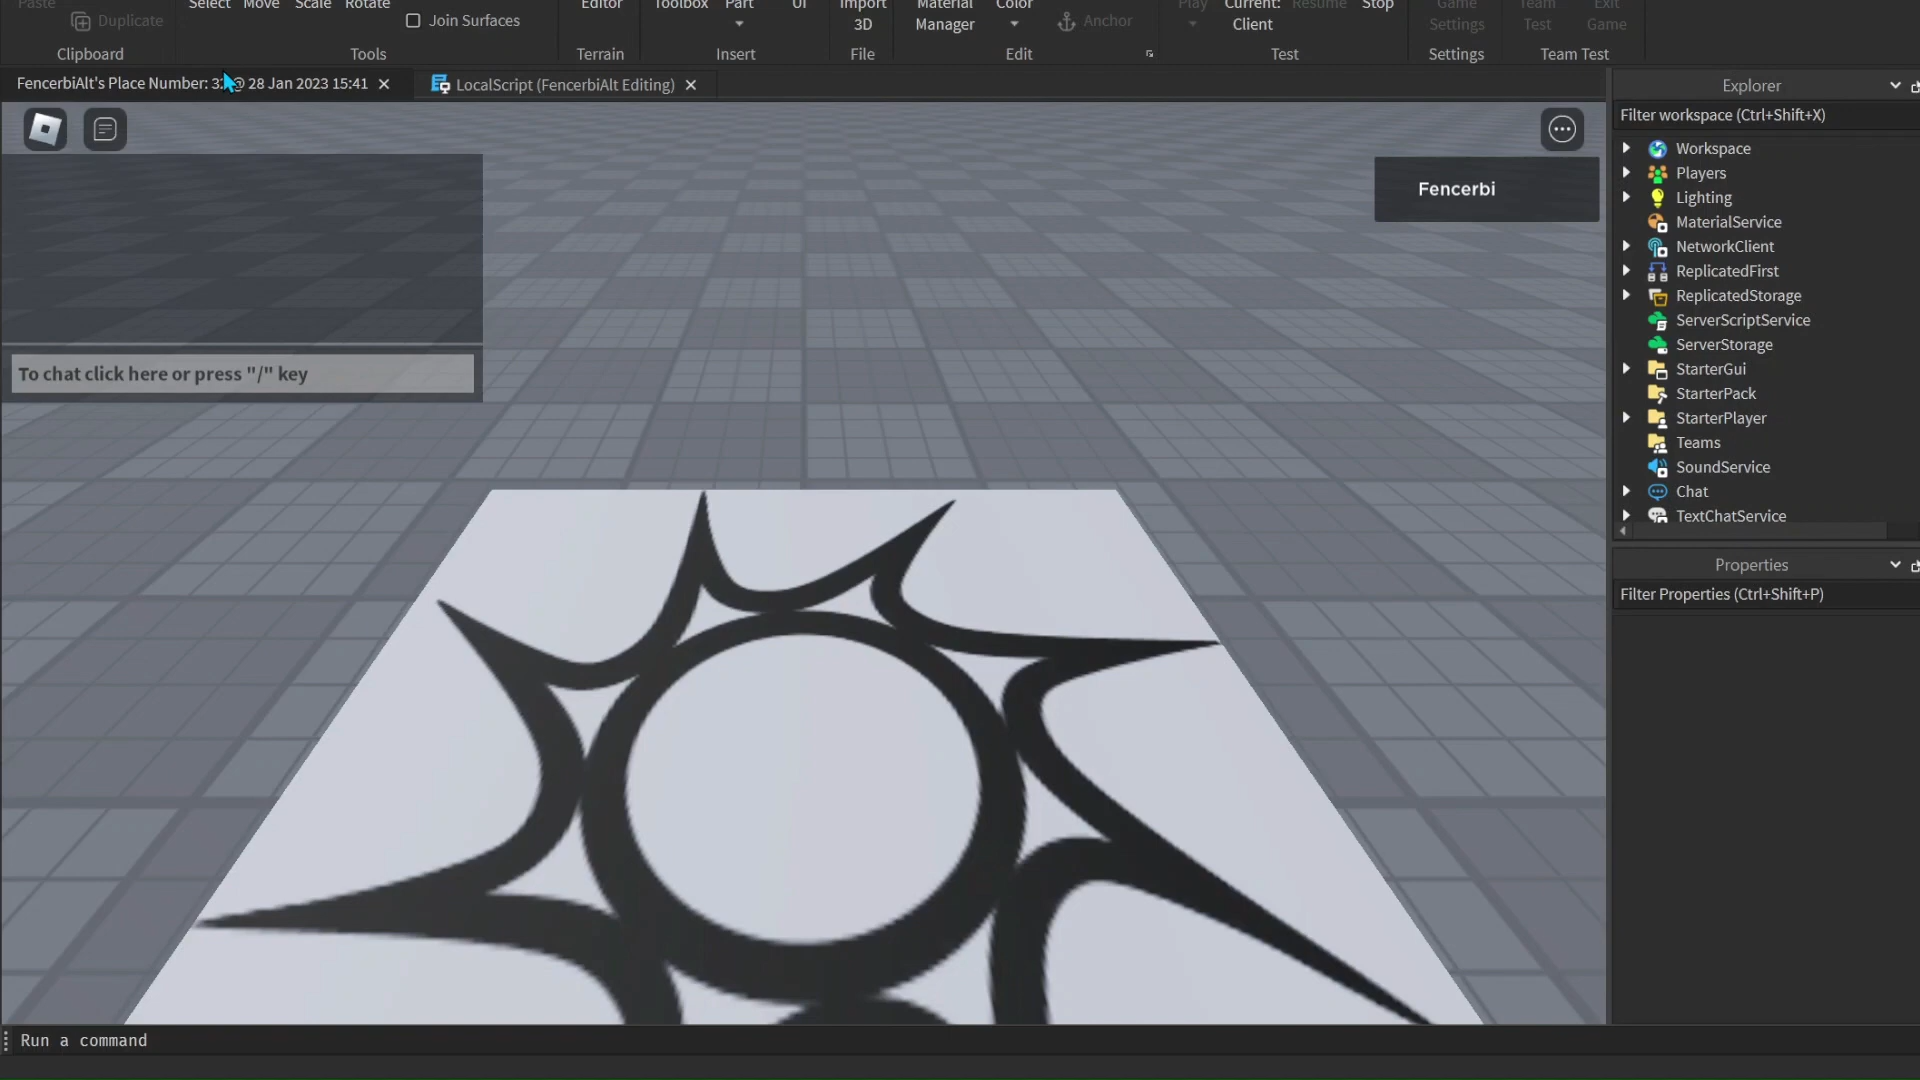 Paste
Select Move Scale Rotate
Editor
Toolbox Part UI
Import
Material
Color
Play
Current:
Resume
Stop
Game
Team
Exit
Duplicate
Join Surfaces
3D
Manager
Anchor
Client
Settings
Test
Game
Clipboard
Tools
Terrain
Insert
File
Edit
Test
Settings
Team Test
FencerbiAlt's Place Number: 32 @ 28 Jan 2023 15:41
LocalScript (FencerbiAlt Editing)
Explorer
Filter workspace (Ctrl+Shift+X)
Workspace
Players
Lighting
MaterialService
NetworkClient
ReplicatedFirst
ReplicatedStorage
ServerScriptService
ServerStorage
StarterGui
StarterPack
StarterPlayer
Teams
SoundService
Chat
TextChatService
Fencerbi
To chat click here or press "/" key
Properties
Filter Properties (Ctrl+Shift+P)
Run a command